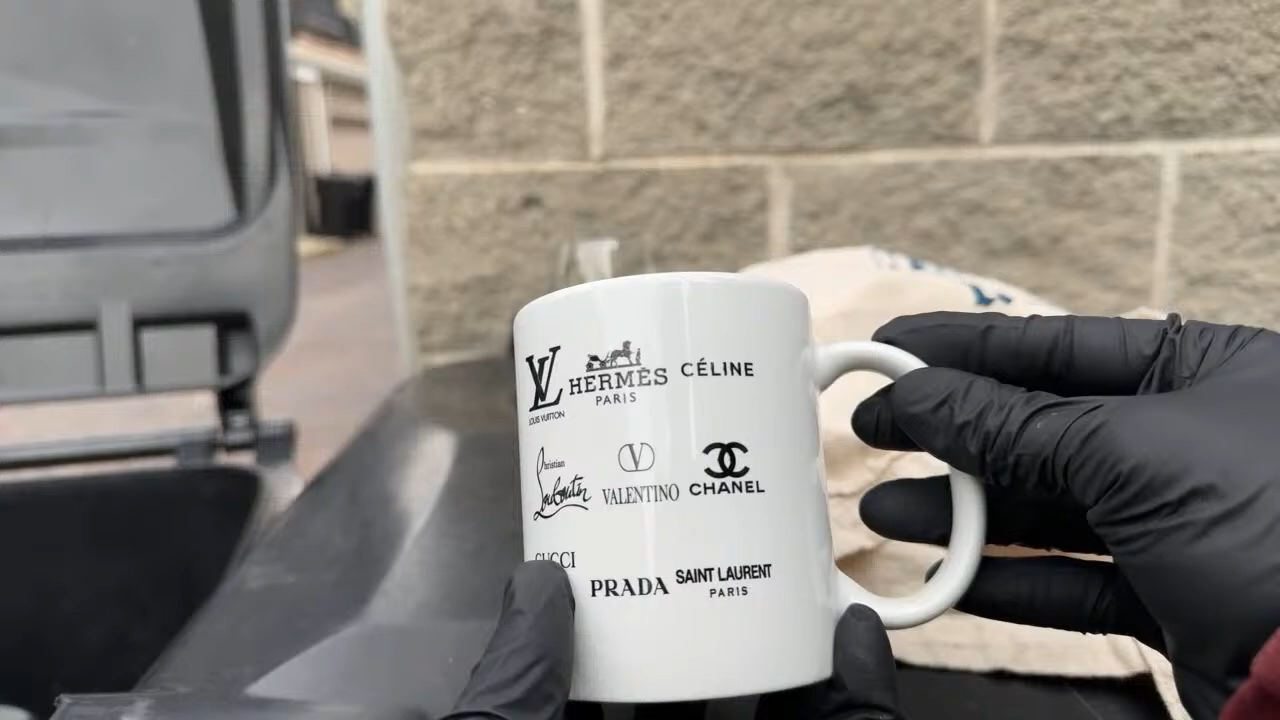 LV
LOUIS VUITTON
HERMÈS
PARIS
CÉLINE
Christian
Louboutin
V
VALENTINO
CHANEL
GUCCI
PRADA
SAINT LAURENT
PARIS